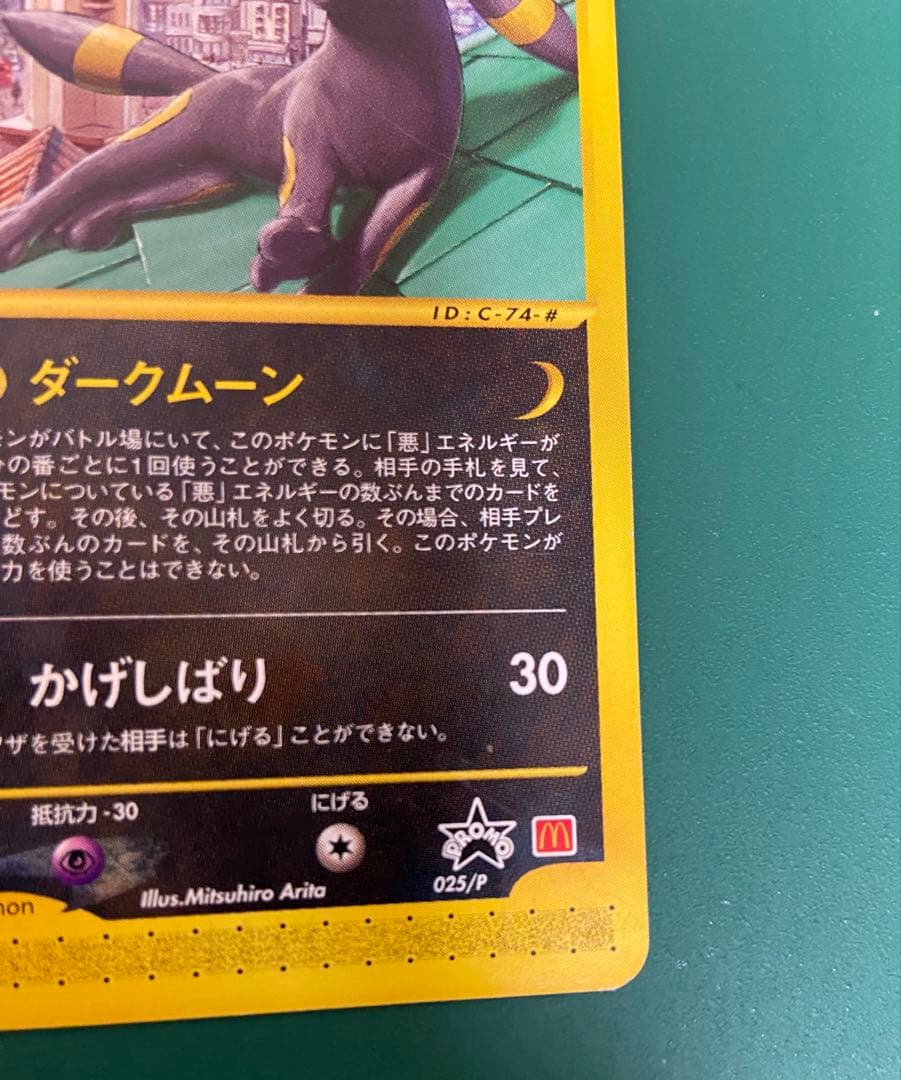 ID: C-74-#
ダークムーン
ンがバトル場にいて、このポケモンに「悪」エネルギーが
の番ごとに1回使うことができる。相手の手札を見て、
モンについている「悪」エネルギーの数ぶんまでのカードを
どす。その後、その山札をよく切る。その場合、相手プレ
数ぶんのカードを、その山札から引く。このポケモンが
力を使うことはできない。
かげしばり 30
ザを受けた相手は「にげる」ことができない。
抵抗力 -30 にげる
PROMO
025/P
Illus.Mitsuhiro Arita
mon